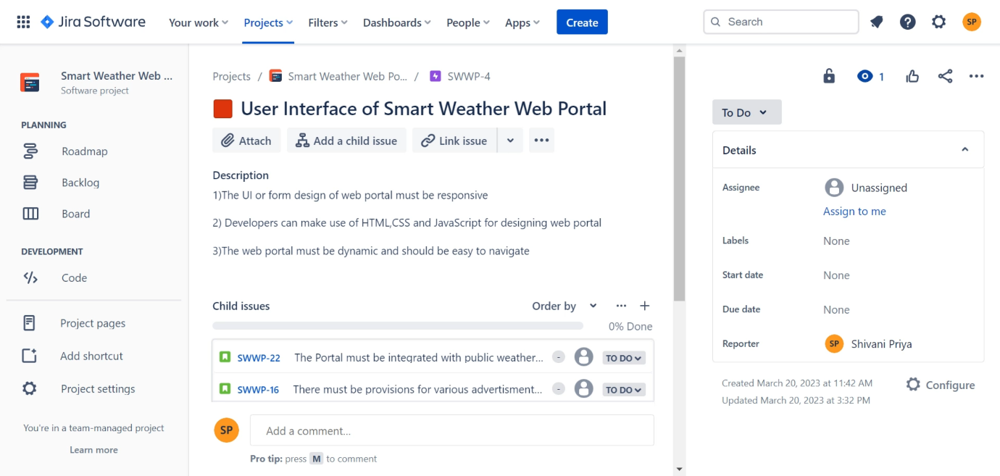 Jira Software
Your work
Projects
Filters
Dashboards
People
Apps
Create
Search
SP
Smart Weather Web ...
Software project
PLANNING
Roadmap
Backlog
Board
DEVELOPMENT
Code
Project pages
Add shortcut
Project settings
You're in a team-managed project
Learn more
Projects / Smart Weather Web Po... / SWWP-4
User Interface of Smart Weather Web Portal
Attach
Add a child issue
Link issue
Description
1)The UI or form design of web portal must be responsive
2) Developers can make use of HTML,CSS and JavaScript for designing web portal
3)The web portal must be dynamic and should be easy to navigate
Child issues
Order by
0% Done
SWWP-22 The Portal must be integrated with public weather... - TO DO
SWWP-16 There must be provisions for various advertisment... - TO DO
SP
Add a comment...
Pro tip: press M to comment
1
To Do
Details
Assignee
Unassigned
Assign to me
Labels
None
Start date
None
Due date
None
Reporter
SP Shivani Priya
Created March 20, 2023 at 11:42 AM
Updated March 20, 2023 at 3:32 PM
Configure